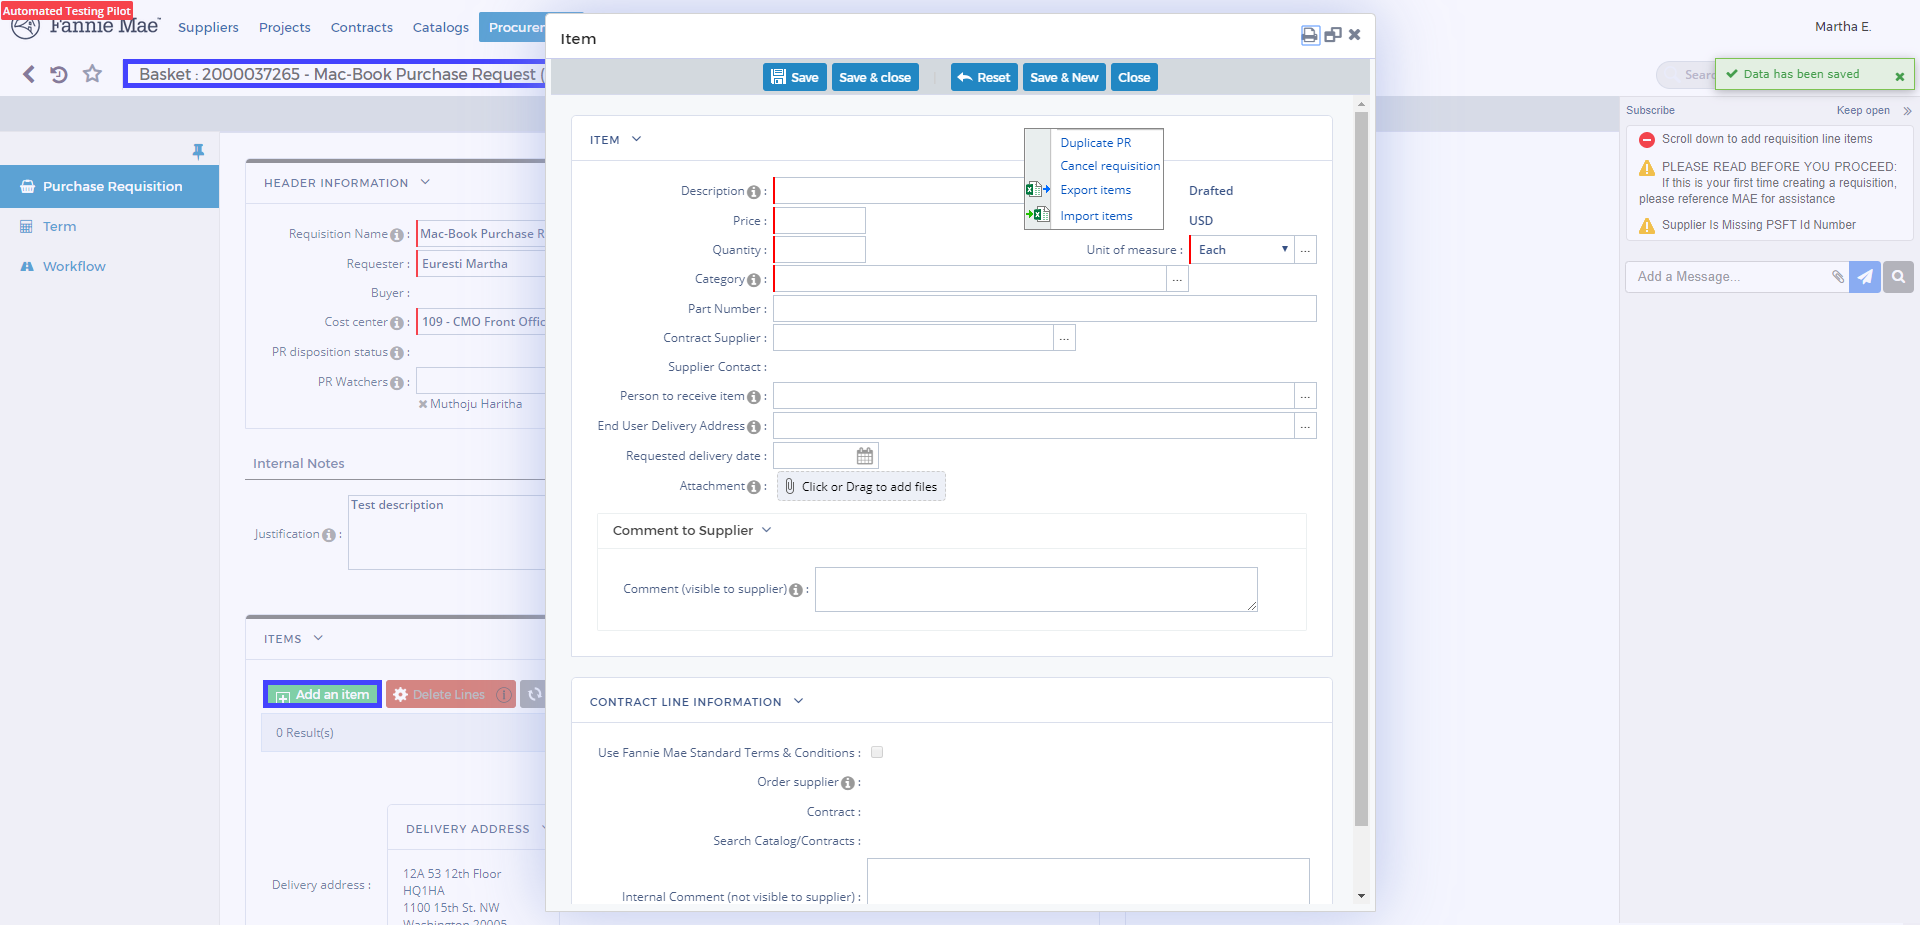 Automated Testing Pilot
Fannie Mae
Suppliers
Projects
Contracts
Catalogs
Martha E.
Basket : 2000037265 - Mac-Book Purchase Request (
Data has been saved
Subscribe
Keep open
Scroll down to add requisition line items
PLEASE READ BEFORE YOU PROCEED:
If this is your first time creating a requisition,
please reference MAE for assistance
Supplier Is Missing PSFT Id Number
Add a Message...
Purchase Requisition
Term
Workflow
HEADER INFORMATION
Requisition Name :
Mac-Book Purchase R
Requester :
Euresti Martha
Buyer :
Cost center :
109 - CMO Front Offic
PR disposition status :
PR Watchers :
Muthoju Haritha
Internal Notes
Justification :
Test description
ITEMS
Add an item
Delete Lines
0 Result(s)
DELIVERY ADDRESS
Delivery address :
12A 53 12th Floor
HQ1HA
1100 15th St. NW
Washington 20005
Item
Save
Save & close
Reset
Save & New
Close
ITEM
Duplicate PR
Cancel requisition
Export items
Import items
Description :
Drafted
Price :
USD
Quantity :
Unit of measure :
Each
...
Category :
...
Part Number :
Contract Supplier :
...
Supplier Contact :
Person to receive item :
...
End User Delivery Address :
...
Requested delivery date :
Attachment :
Click or Drag to add files
Comment to Supplier
Comment (visible to supplier) :
CONTRACT LINE INFORMATION
Use Fannie Mae Standard Terms & Conditions :
Order supplier :
Contract :
Search Catalog/Contracts :
Internal Comment (not visible to supplier) :